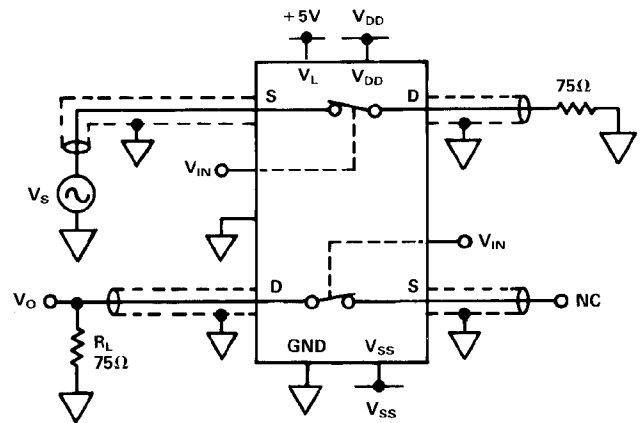 +5V V_DD
V_L V_DD
S D
75Ω
V_IN
V_S
V_IN
V_O
D S
NC
R_L
75Ω
GND V_SS
V_SS